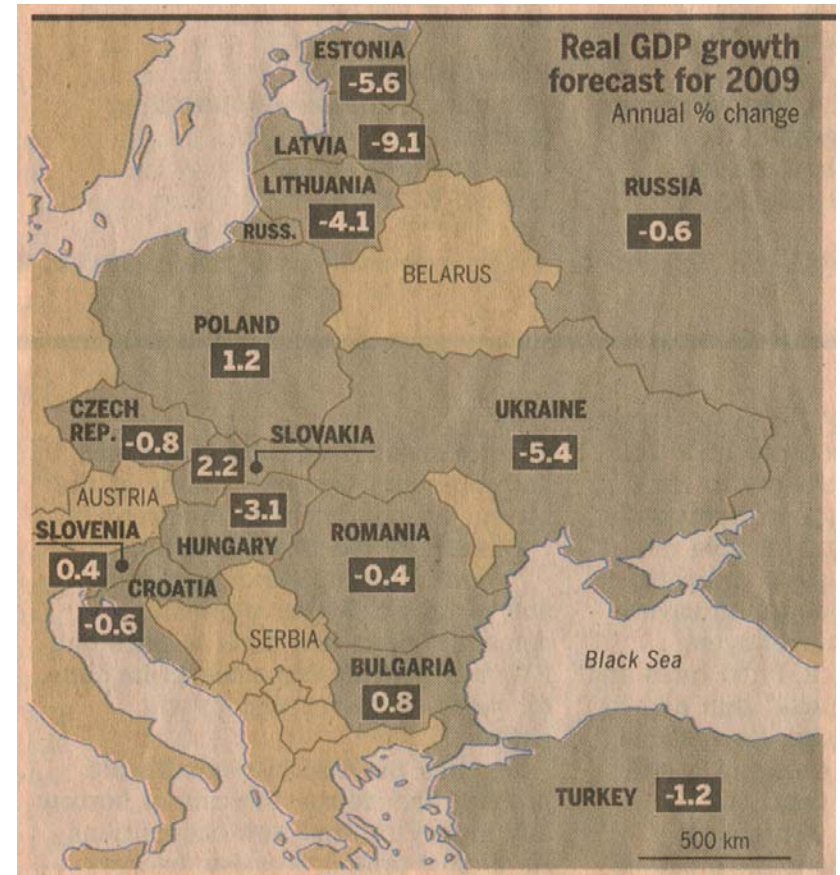 Real GDP growth
forecast for 2009
Annual % change
ESTONIA
-5.6
LATVIA -9.1
LITHUANIA
-4.1
RUSS.
RUSSIA
-0.6
BELARUS
POLAND
1.2
CZECH
REP. -0.8
SLOVAKIA
2.2
UKRAINE
-5.4
AUSTRIA
-3.1
HUNGARY
SLOVENIA
0.4
CROATIA
-0.6
ROMANIA
-0.4
SERBIA
BULGARIA
0.8
Black Sea
TURKEY -1.2
500 km